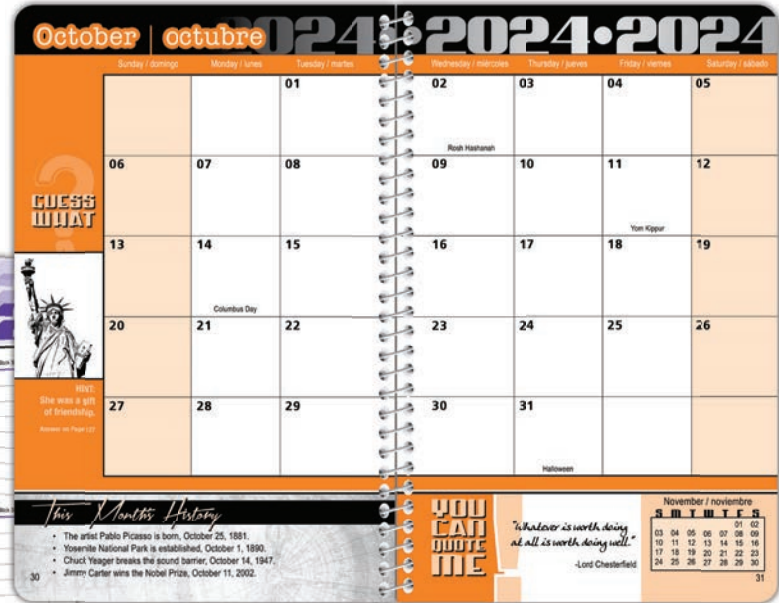 October | octubre 2024 • 2024 • 2024
Sunday / domingo Monday / lunes Tuesday / martes Wednesday / miércoles Thursday / jueves Friday / viernes Saturday / sábado
01 02 03 04 05
Rosh Hashanah
06 07 08 09 10 11 12
Yom Kippur
GUESS
WHAT
?
13 14 15 16 17 18 19
Columbus Day
20 21 22 23 24 25 26
HINT:
She was a gift
of friendship.
Answer on Page 127
27 28 29 30 31
Halloween
This Month's History
• The artist Pablo Picasso is born, October 25, 1881.
• Yosemite National Park is established, October 1, 1890.
• Chuck Yeager breaks the sound barrier, October 14, 1947.
• Jimmy Carter wins the Nobel Prize, October 11, 2002.
30
YOU
CAN
QUOTE
ME
"Whatever is worth doing
at all is worth doing well."
-Lord Chesterfield
November / noviembre
S M T W T F S
01 02
03 04 05 06 07 08 09
10 11 12 13 14 15 16
17 18 19 20 21 22 23
24 25 26 27 28 29 30
31